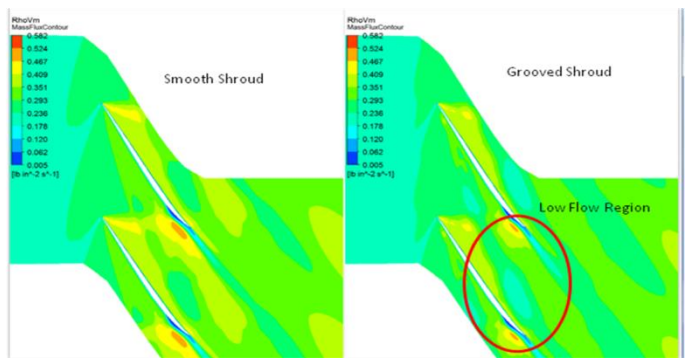 RhoVm
MassFluxContour
0.582
0.524
0.467
0.409
0.351
0.293
0.236
0.178
0.120
0.062
0.005
[lb in^-2 s^-1]
Smooth Shroud
RhoVm
MassFluxContour
0.582
0.524
0.467
0.409
0.351
0.293
0.236
0.178
0.120
0.062
0.005
[lb in^-2 s^-1]
Grooved Shroud
Low Flow Region